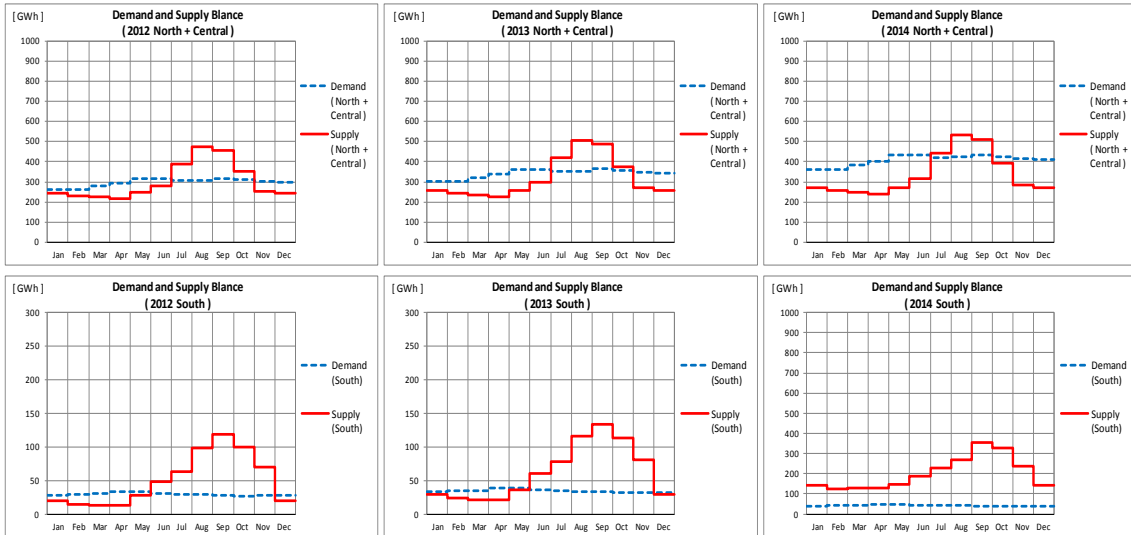 [ GWh ]
Demand and Supply Blance
( 2012 North + Central )
1000
900
800
700
600
500
400
300
200
100
0
Jan Feb Mar Apr May Jun Jul Aug Sep Oct Nov Dec
Demand
( North +
Central)
Supply
( North +
Central)
[ GWh ]
Demand and Supply Blance
( 2013 North + Central )
1000
900
800
700
600
500
400
300
200
100
0
Jan Feb Mar Apr May Jun Jul Aug Sep Oct Nov Dec
Demand
( North +
Central)
Supply
( North +
Central)
[ GWh ]
Demand and Supply Blance
( 2014 North + Central )
1000
900
800
700
600
500
400
300
200
100
0
Jan Feb Mar Apr May Jun Jul Aug Sep Oct Nov Dec
Demand
( North +
Central)
Supply
( North +
Central)
[ GWh ]
Demand and Supply Blance
( 2012 South )
300
250
200
150
100
50
0
Jan Feb Mar Apr May Jun Jul Aug Sep Oct Nov Dec
Demand
(South)
Supply
(South)
[ GWh ]
Demand and Supply Blance
( 2013 South )
300
250
200
150
100
50
0
Jan Feb Mar Apr May Jun Jul Aug Sep Oct Nov Dec
Demand
(South)
Supply
(South)
[ GWh ]
Demand and Supply Blance
( 2014 South )
1000
900
800
700
600
500
400
300
200
100
0
Jan Feb Mar Apr May Jun Jul Aug Sep Oct Nov Dec
Demand
(South)
Supply
(South)